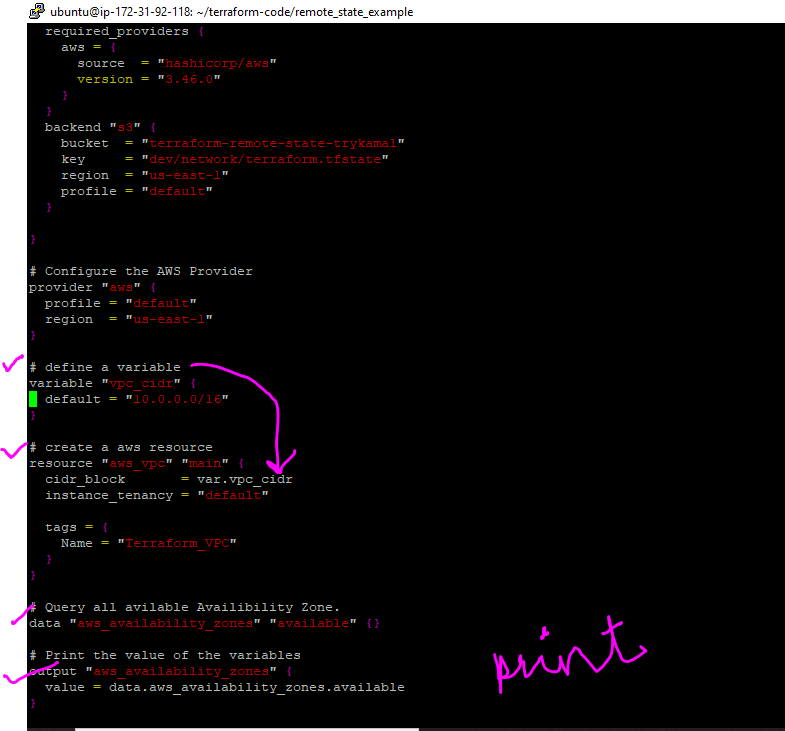 ubuntu@ip-172-31-92-118: ~/terraform-code/remote_state_example
required_providers {
aws = {
source = "hashicorp/aws"
version = "3.46.0"
}
}
backend "s3" {
bucket = "terraform-remote-state-trykamal"
key = "dev/network/terraform.tfstate"
region = "us-east-1"
profile = "default"
}
}
# Configure the AWS Provider
provider "aws" {
profile = "default"
region = "us-east-1"
}
# define a variable
variable "vpc_cidr" {
default = "10.0.0.0/16"
}
# create a aws resource
resource "aws_vpc" "main" {
cidr_block = var.vpc_cidr
instance_tenancy = "default"
tags = {
Name = "Terraform_VPC"
}
}
# Query all avilable Availibility Zone.
data "aws_availability_zones" "available" {}
# Print the value of the variables
output "aws_availability_zones" {
value = data.aws_availability_zones.available
}
print